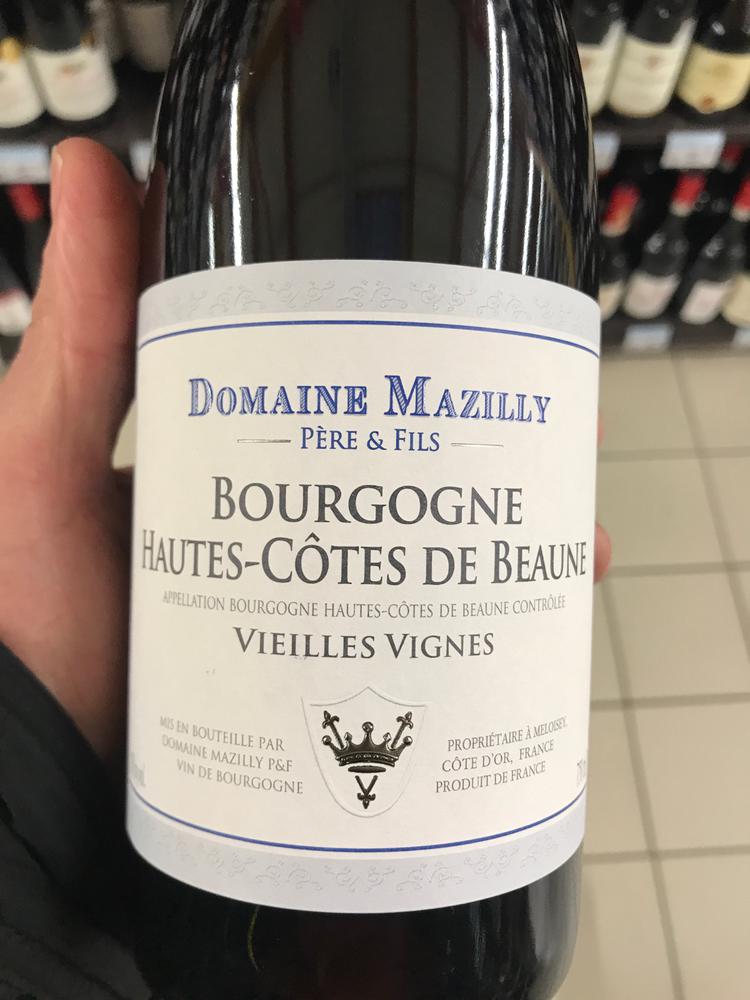 DOMAINE MAZILLY
PÈRE & FILS
BOURGOGNE
HAUTES-CÔTES DE BEAUNE
APPELLATION BOURGOGNE HAUTES-CÔTES DE BEAUNE CONTRÔLÉE
VIEILLES VIGNES
MIS EN BOUTEILLE PAR
DOMAINE MAZILLY P&F
VIN DE BOURGOGNE
PROPRIÉTAIRE À MELOISEY,
CÔTE D'OR, FRANCE
PRODUIT DE FRANCE